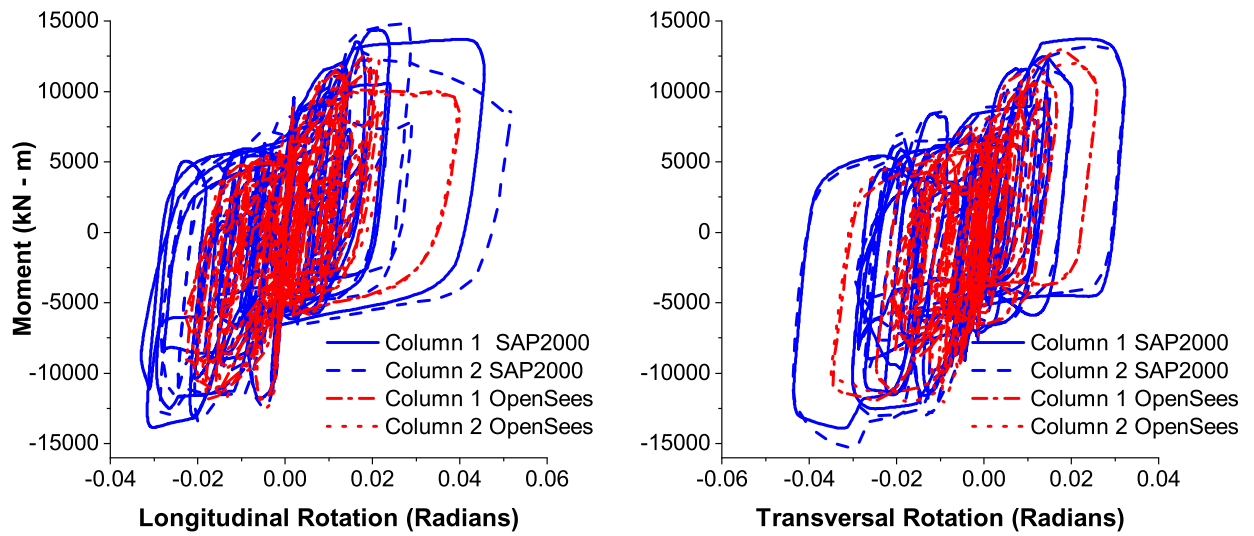 15000
10000
5000
0
-5000
-10000
-15000
Moment (kN - m)
-0.04 -0.02 0.00 0.02 0.04 0.06
Longitudinal Rotation (Radians)
Column 1 SAP2000
Column 2 SAP2000
Column 1 OpenSees
Column 2 OpenSees
15000
10000
5000
0
-5000
-10000
-15000
-0.06 -0.04 -0.02 0.00 0.02 0.04
Transversal Rotation (Radians)
Column 1 SAP2000
Column 2 SAP2000
Column 1 OpenSees
Column 2 OpenSees